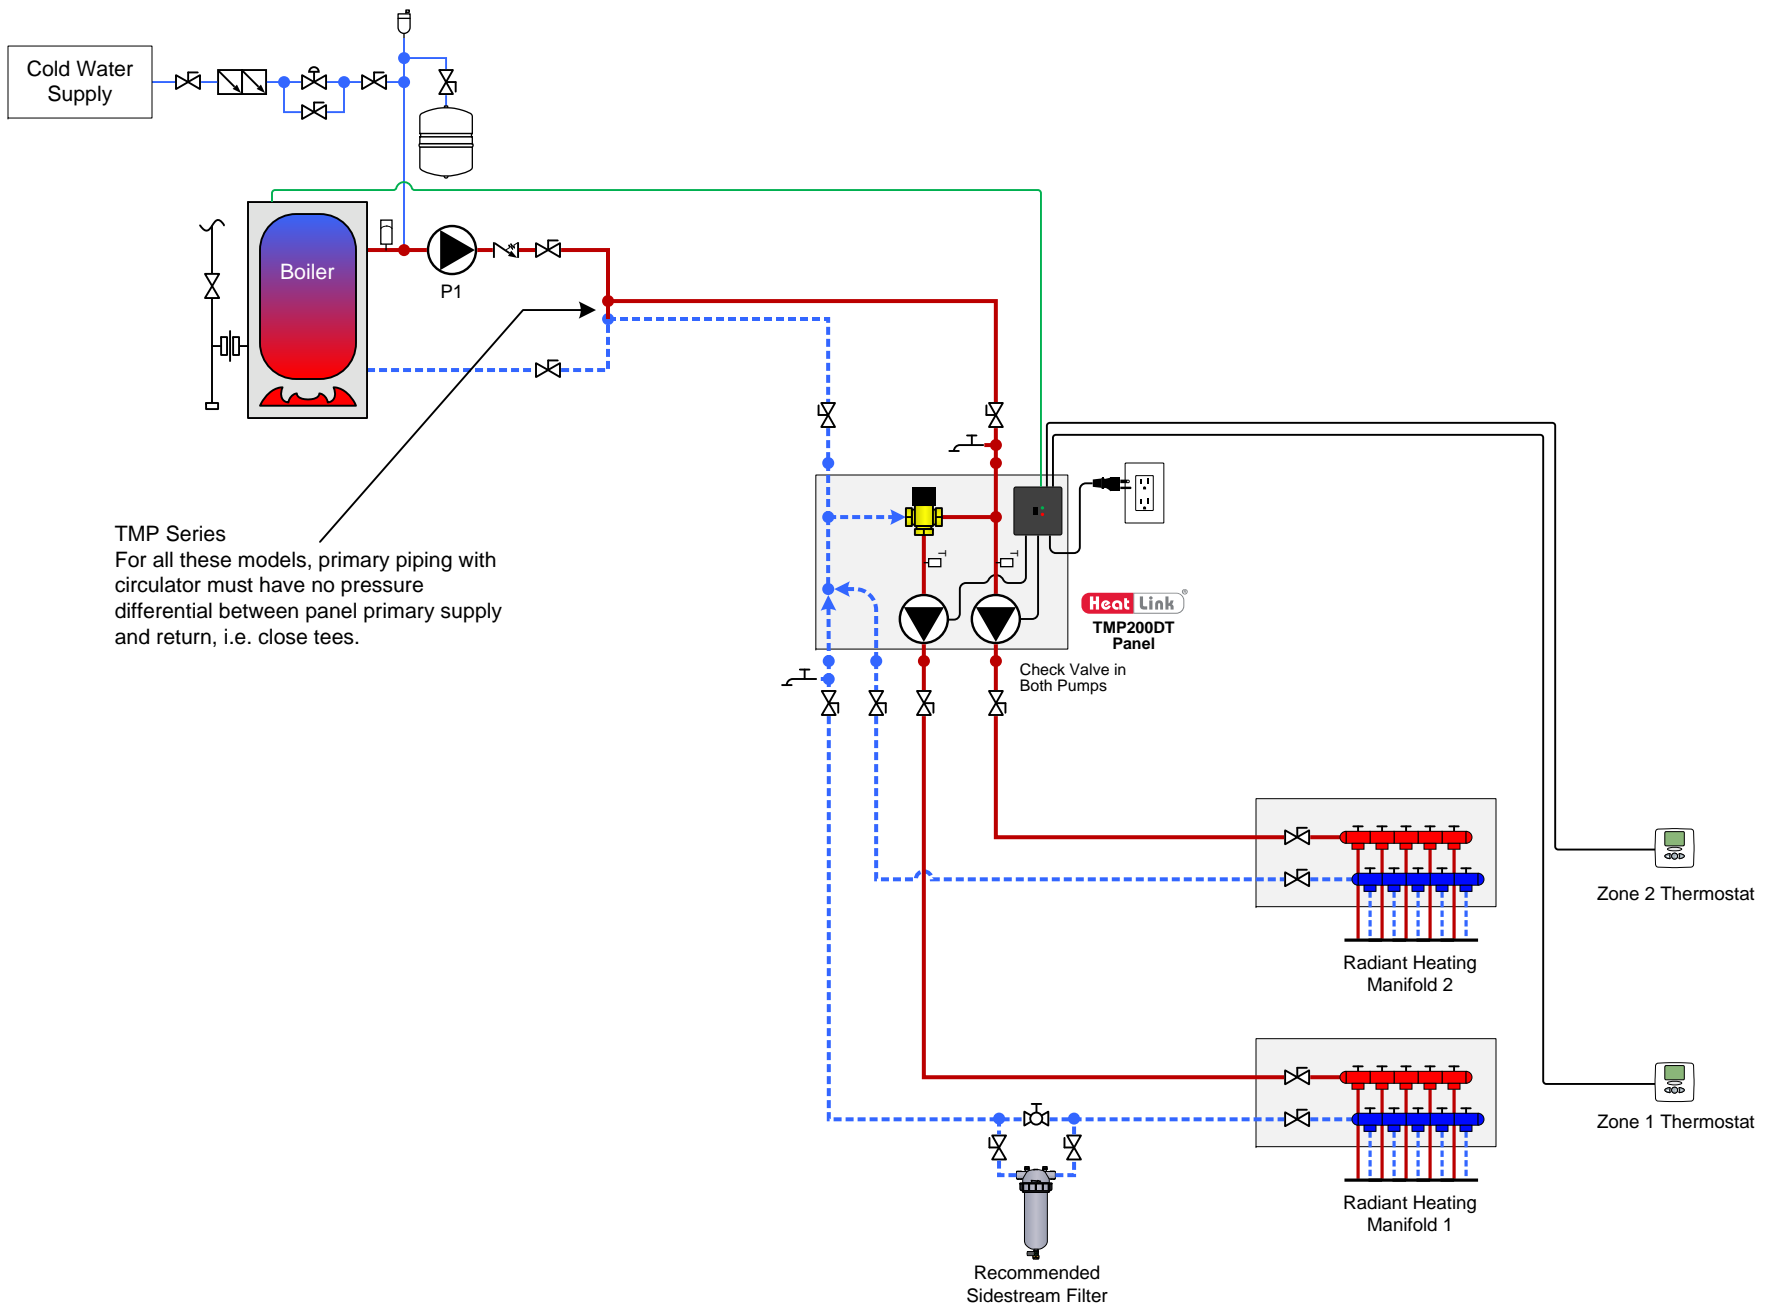 Cold Water
Supply
Boiler
P1
TMP Series
For all these models, primary piping with
circulator must have no pressure
differential between panel primary supply
and return, i.e. close tees.
T
T
Heat Link®
TMP200DT
Panel
Check Valve in
Both Pumps
Zone 2 Thermostat
Radiant Heating
Manifold 2
Zone 1 Thermostat
Radiant Heating
Manifold 1
Recommended
Sidestream Filter